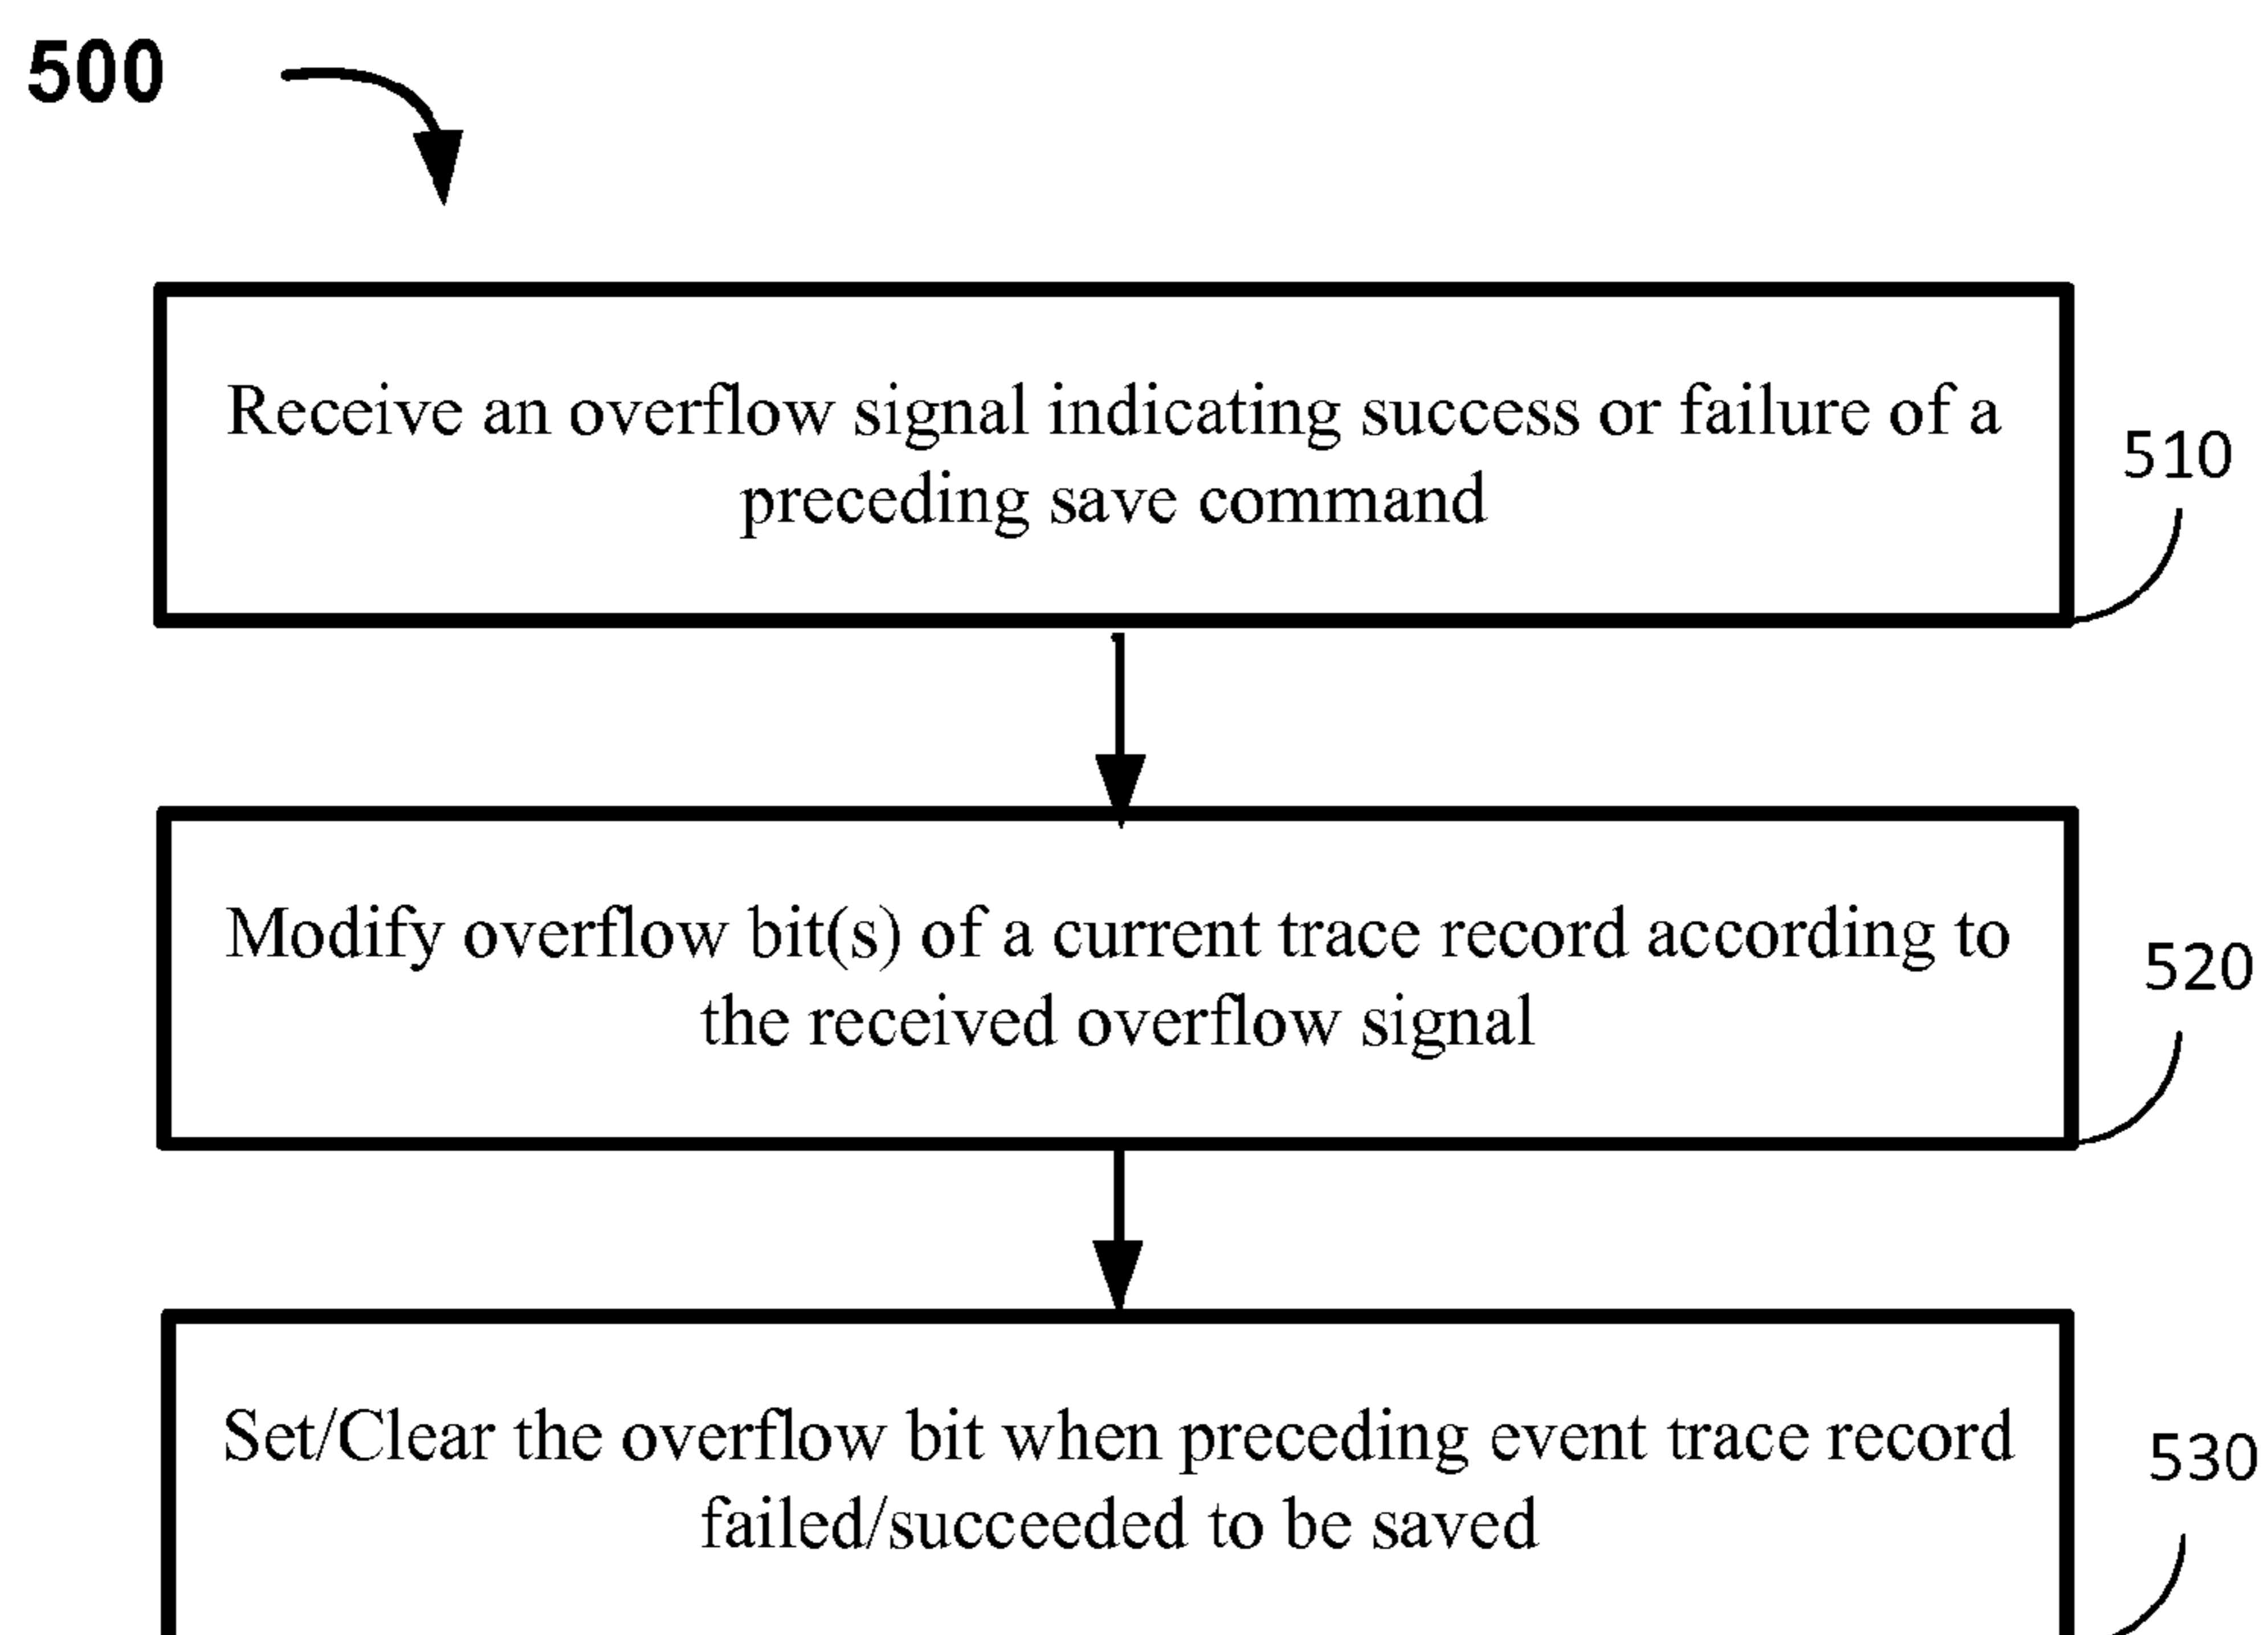 500
Receive an overflow signal indicating success or failure of a
preceding save command
510
Modify overflow bit(s) of a current trace record according to
the received overflow signal
520
Set/Clear the overflow bit when preceding event trace record
failed/succeeded to be saved
530